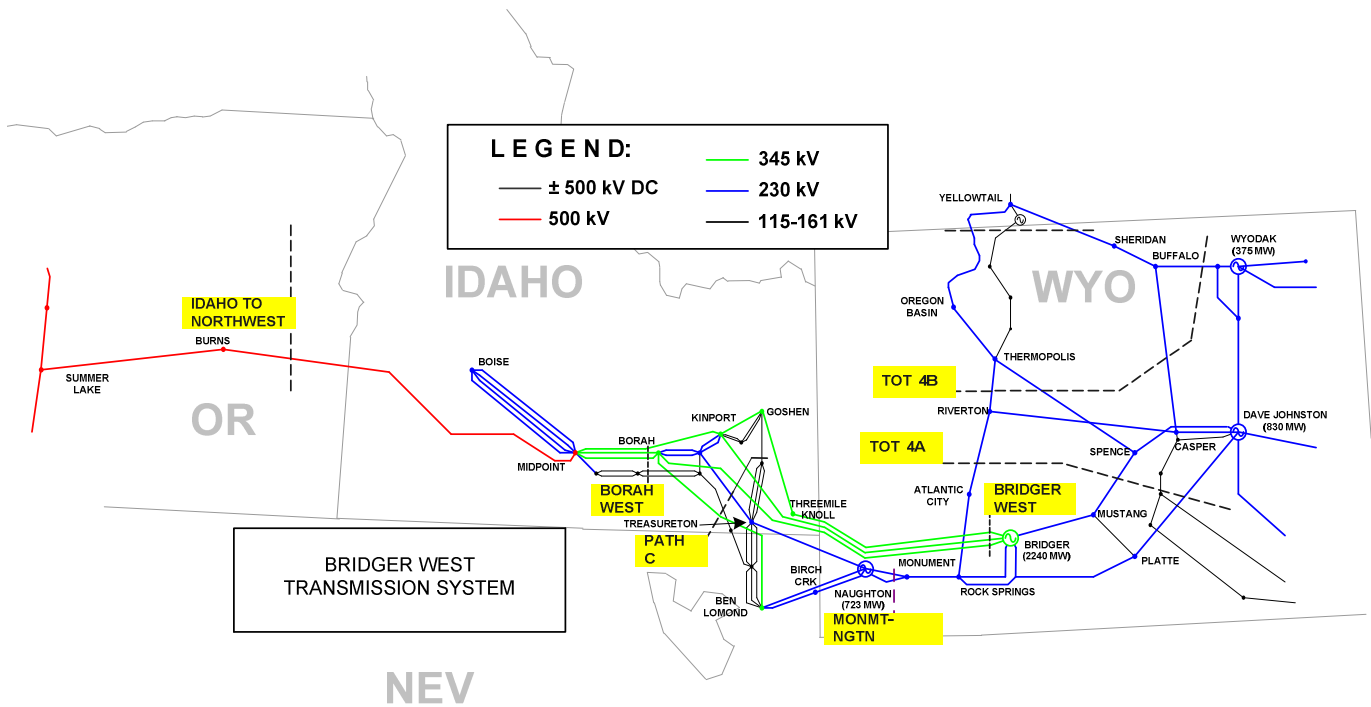 L E G E N D:
± 500 kV DC
500 kV
345 kV
230 kV
115-161 kV
YELLOWTAIL
SHERIDAN
BUFFALO
WYODAK
(375 MW)
IDAHO
WYO
OREGON
BASIN
IDAHO TO
NORTHWEST
BURNS
SUMMER
LAKE
BOISE
THERMOPOLIS
TOT 4B
OR
KINPORT
GOSHEN
RIVERTON
DAVE JOHNSTON
(830 MW)
BORAH
MIDPOINT
TOT 4A
SPENCE
CASPER
BORAH
WEST
THREEMILE
KNOLL
ATLANTIC
CITY
BRIDGER
WEST
MUSTANG
TREASURETON
PATH
C
BRIDGER
(2240 MW)
BRIDGER WEST
TRANSMISSION SYSTEM
BIRCH
CRK
MONUMENT
PLATTE
ROCK SPRINGS
BEN
LOMOND
NAUGHTON
(723 MW)
MONMT-
NGTN
NEV